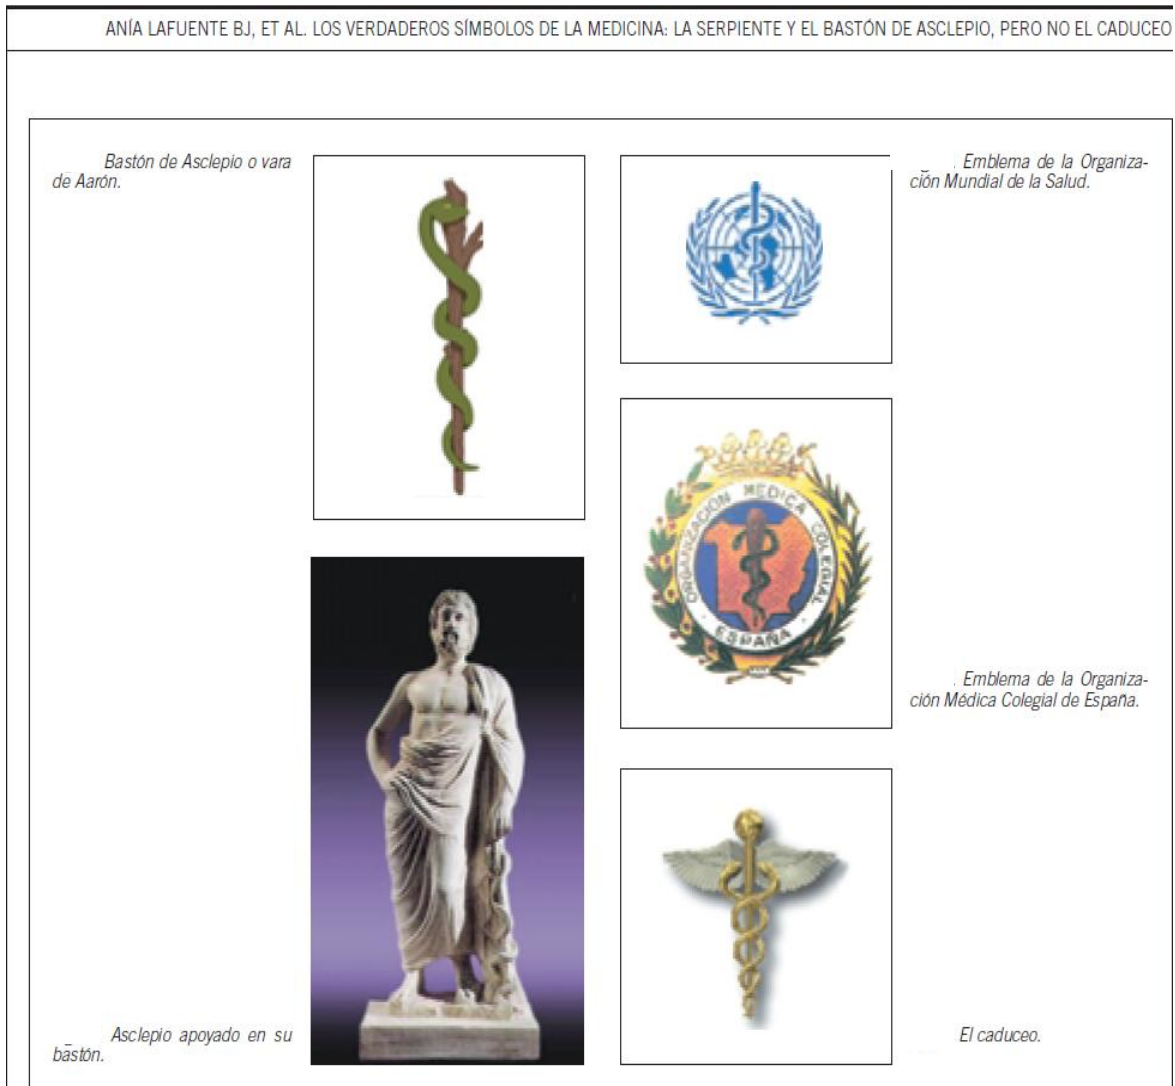 ANÍA LAFUENTE BJ, ET AL. LOS VERDADEROS SÍMBOLOS DE LA MEDICINA: LA SERPIENTE Y EL BASTÓN DE ASCLEPIO, PERO NO EL CADUCEO
Bastón de Asclepio o vara
de Aarón.
. Emblema de la Organiza-
ción Mundial de la Salud.
ORGANIZACION MEDICA COLEGIAL
· ESPAÑA ·
. Emblema de la Organiza-
ción Médica Colegial de España.
Asclepio apoyado en su
bastón.
El caduceo.